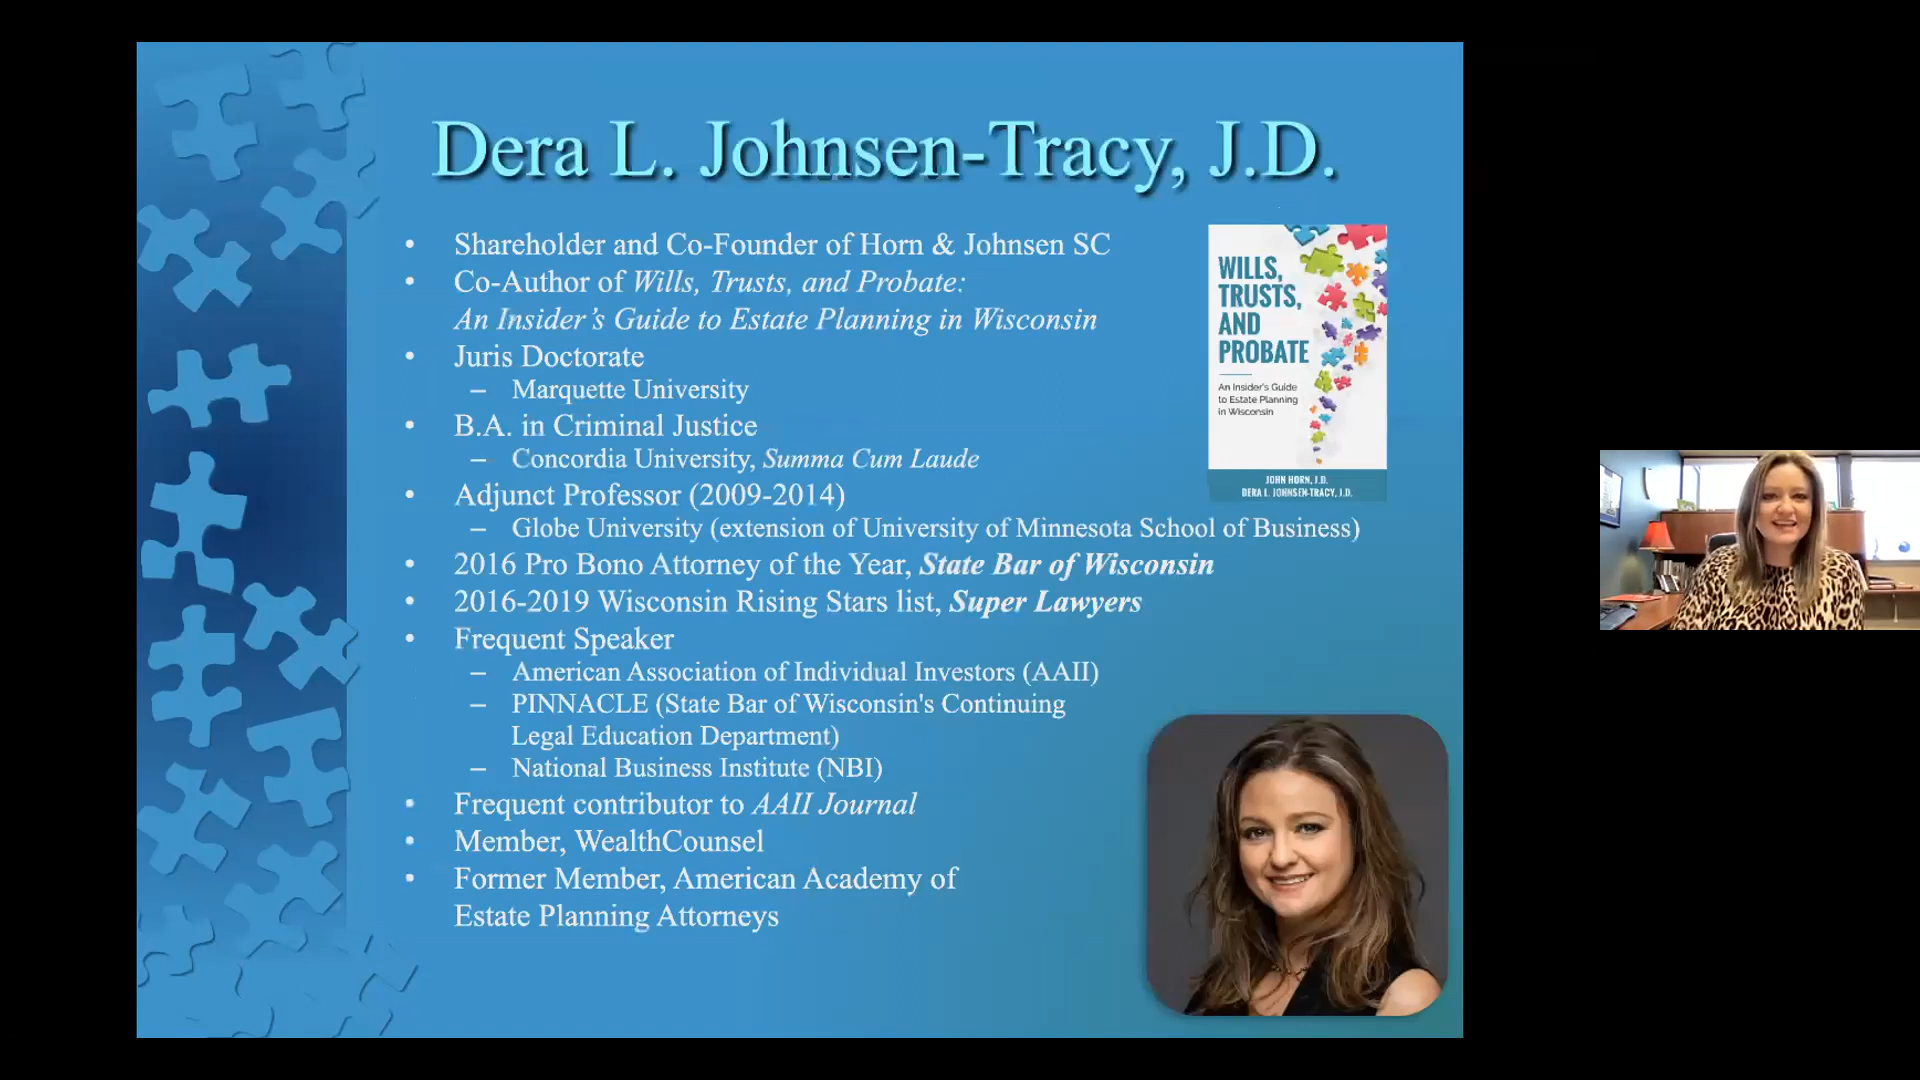 Dera L. Johnsen-Tracy, J.D.
• Shareholder and Co-Founder of Horn & Johnsen SC
• Co-Author of Wills, Trusts, and Probate:
An Insider's Guide to Estate Planning in Wisconsin
• Juris Doctorate
– Marquette University
• B.A. in Criminal Justice
– Concordia University, Summa Cum Laude
• Adjunct Professor (2009-2014)
– Globe University (extension of University of Minnesota School of Business)
• 2016 Pro Bono Attorney of the Year, State Bar of Wisconsin
• 2016-2019 Wisconsin Rising Stars list, Super Lawyers
• Frequent Speaker
– American Association of Individual Investors (AAII)
– PINNACLE (State Bar of Wisconsin's Continuing
Legal Education Department)
– National Business Institute (NBI)
• Frequent contributor to AAII Journal
• Member, WealthCounsel
• Former Member, American Academy of
Estate Planning Attorneys
WILLS,
TRUSTS,
AND
PROBATE
An Insider's Guide
to Estate Planning
in Wisconsin
JOHN HORN, J.D.
DERA L. JOHNSEN-TRACY, J.D.